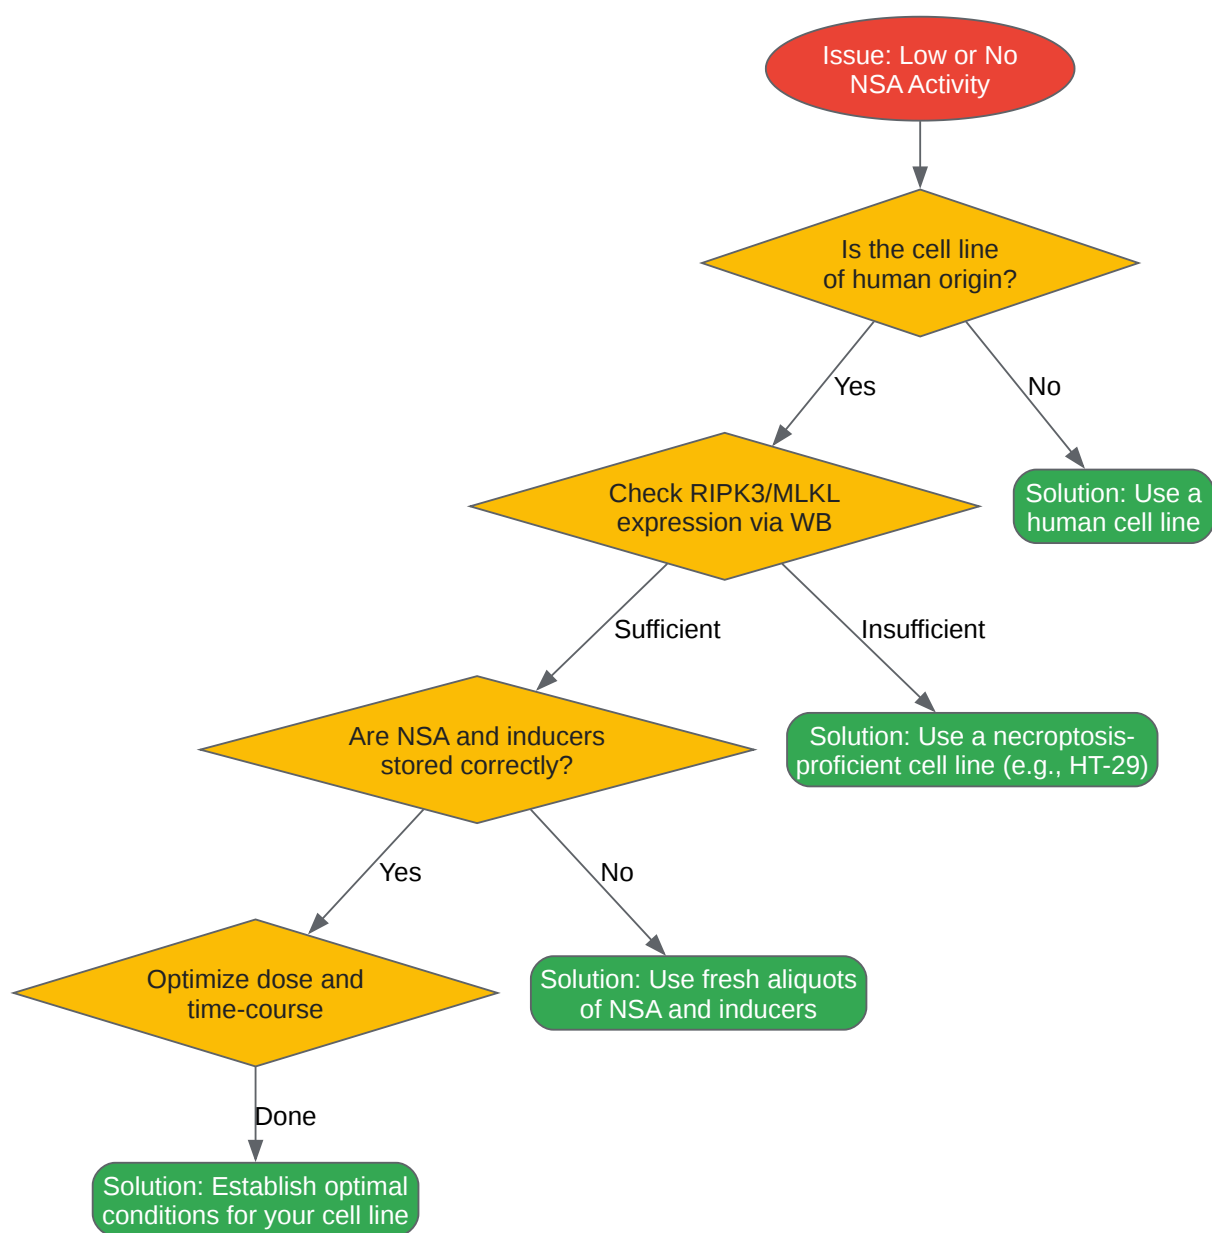 Issue: Low or No
NSA Activity
Is the cell line
of human origin?
Yes
No
Check RIPK3/MLKL
expression via WB
Solution: Use a
human cell line
Sufficient
Insufficient
Are NSA and inducers
stored correctly?
Solution: Use a necroptosis-
proficient cell line (e.g., HT-29)
Yes
No
Optimize dose and
time-course
Solution: Use fresh aliquots
of NSA and inducers
Done
Solution: Establish optimal
conditions for your cell line